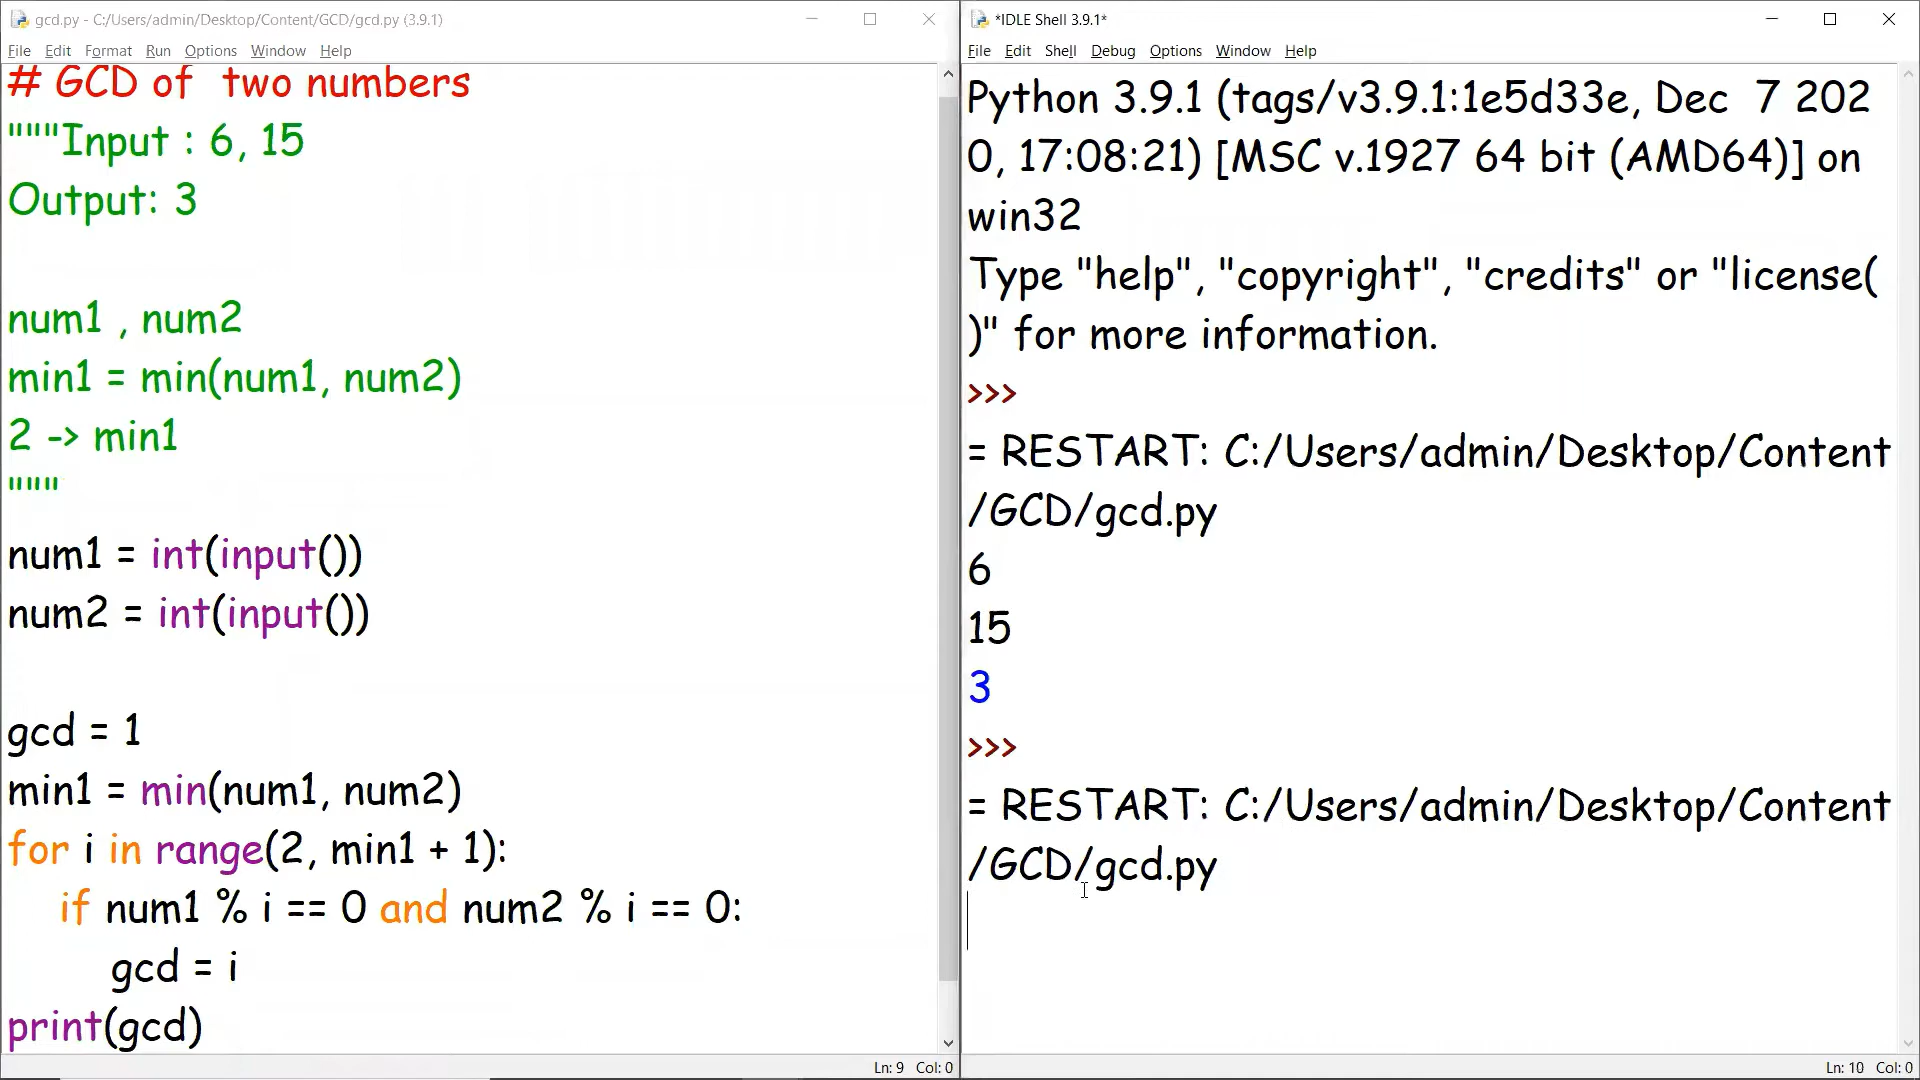 gcd.py - C:/Users/admin/Desktop/Content/GCD/gcd.py (3.9.1)
File Edit Format Run Options Window Help
# GCD of  two numbers
"""Input : 6, 15
Output: 3
num1 , num2
min1 = min(num1, num2)
2 -> min1
"""
num1 = int(input())
num2 = int(input())
gcd = 1
min1 = min(num1, num2)
for i in range(2, min1 + 1):
    if num1 % i == 0 and num2 % i == 0:
        gcd = i
print(gcd)
Ln: 9 Col: 0
*IDLE Shell 3.9.1*
File Edit Shell Debug Options Window Help
Python 3.9.1 (tags/v3.9.1:1e5d33e, Dec  7 202
0, 17:08:21) [MSC v.1927 64 bit (AMD64)] on
win32
Type "help", "copyright", "credits" or "license(
)" for more information.
>>>
= RESTART: C:/Users/admin/Desktop/Content
/GCD/gcd.py
6
15
3
>>>
= RESTART: C:/Users/admin/Desktop/Content
/GCD/gcd.py
Ln: 10 Col: 0